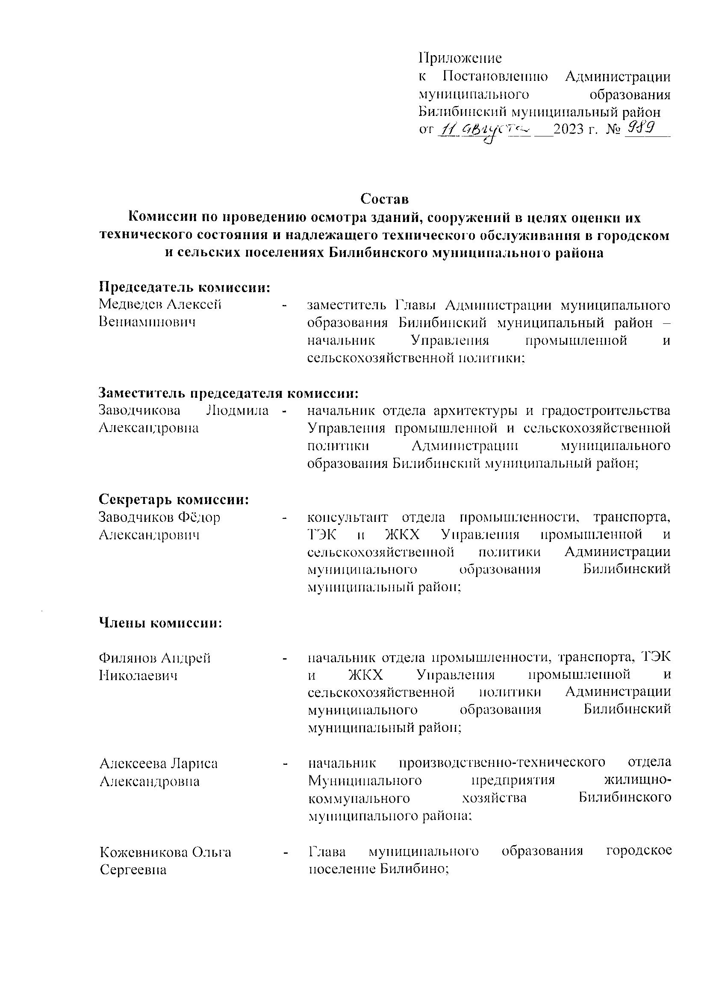 Приложение
к Постановлению Администрации
муниципального образования
Билибинский муниципальный район
от 11 августа 2023 г. № 989
Состав
Комиссии по проведению осмотра зданий, сооружений в целях оценки их
технического состояния и надлежащего технического обслуживания в городском
и сельских поселениях Билибинского муниципального района
Председатель комиссии:
Медведев Алексей - заместитель Главы Администрации муниципального
Вениаминович образования Билибинский муниципальный район –
начальник Управления промышленной и
сельскохозяйственной политики;
Заместитель председателя комиссии:
Заводчикова Людмила - начальник отдела архитектуры и градостроительства
Александровна Управления промышленной и сельскохозяйственной
политики Администрации муниципального
образования Билибинский муниципальный район;
Секретарь комиссии:
Заводчиков Фёдор - консультант отдела промышленности, транспорта,
Александрович ТЭК и ЖКХ Управления промышленной и
сельскохозяйственной политики Администрации
муниципального образования Билибинский
муниципальный район;
Члены комиссии:
Филянов Андрей - начальник отдела промышленности, транспорта, ТЭК
Николаевич и ЖКХ Управления промышленной и
сельскохозяйственной политики Администрации
муниципального образования Билибинский
муниципальный район;
Алексеева Лариса - начальник производственно-технического отдела
Александровна Муниципального предприятия жилищно-
коммунального хозяйства Билибинского
муниципального района;
Кожевникова Ольга - Глава муниципального образования городское
Сергеевна поселение Билибино;